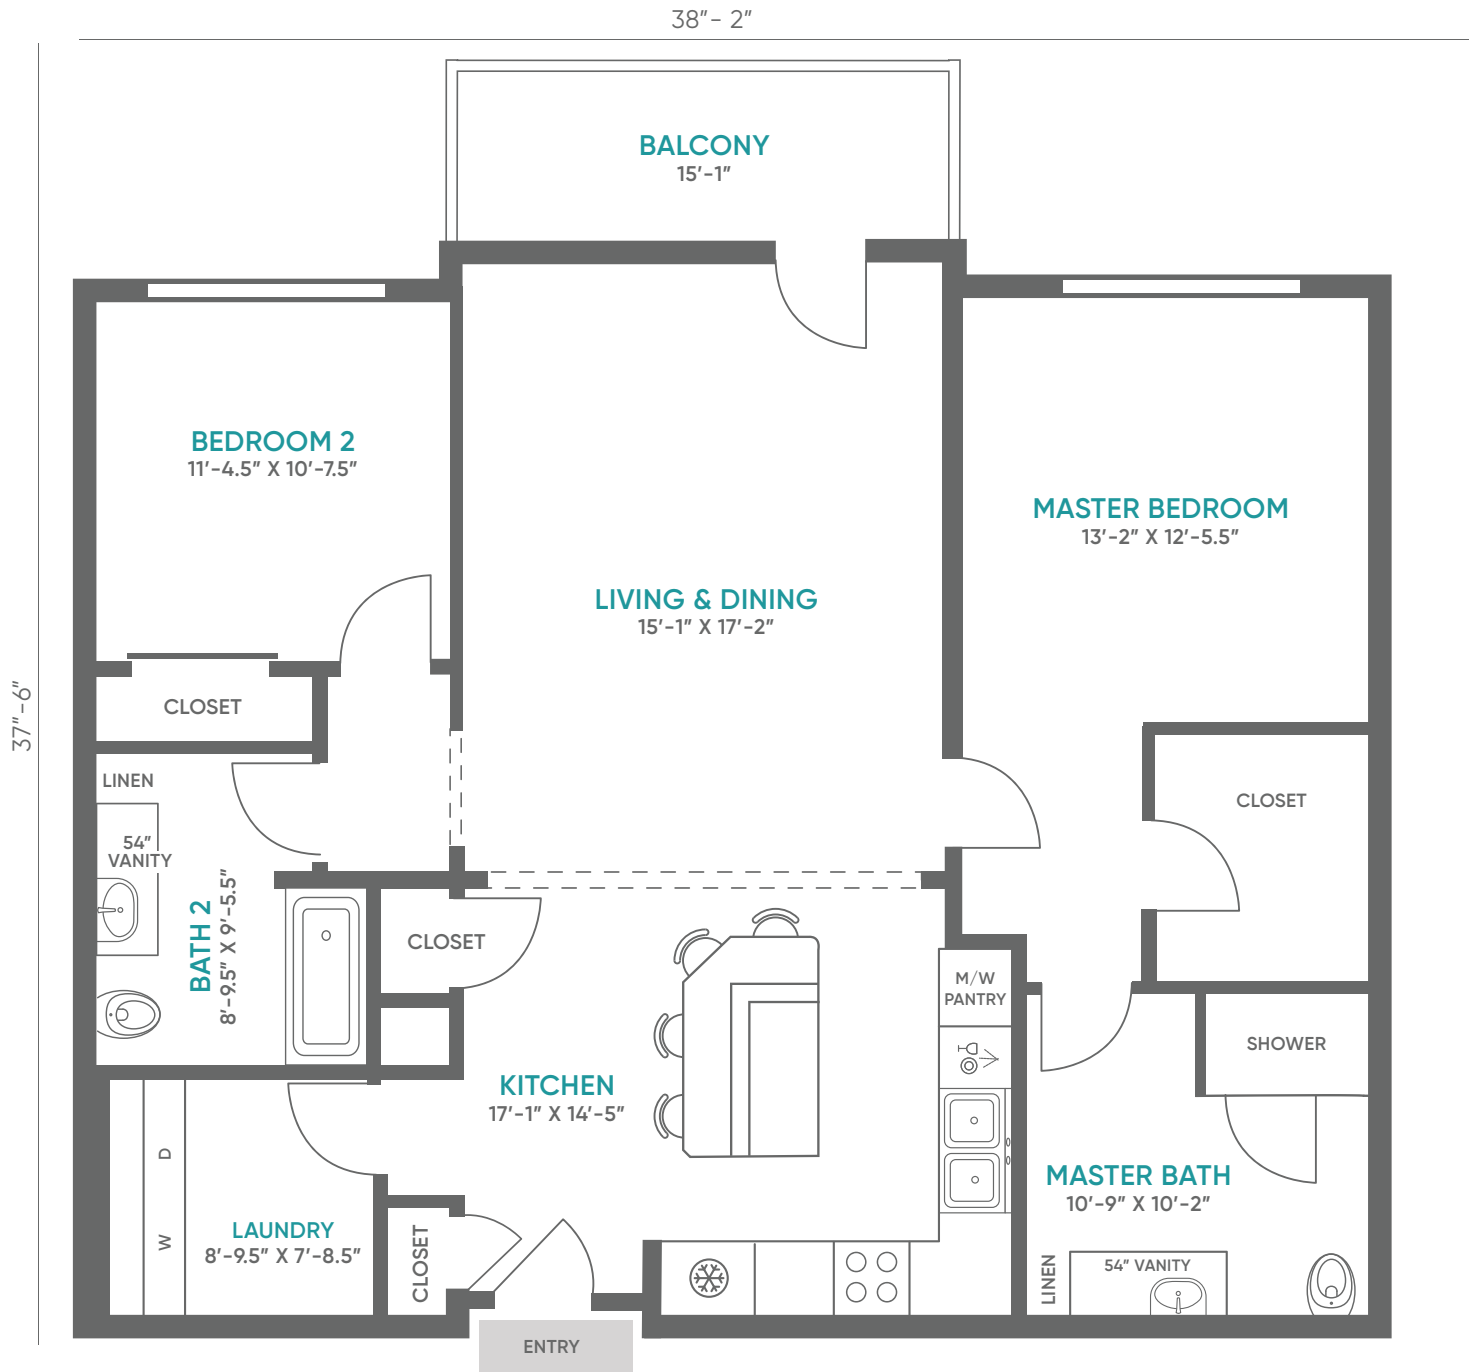 38"- 2"
BALCONY
15'-1"
BEDROOM 2
11'-4.5" X 10'-7.5"
MASTER BEDROOM
13'-2" X 12'-5.5"
LIVING & DINING
15'-1" X 17'-2"
37"-6"
CLOSET
LINEN
54"
VANITY
BATH 2
8'-9.5" X 9'-5.5"
CLOSET
CLOSET
M/W
PANTRY
SHOWER
KITCHEN
17'-1" X 14'-5"
D
W
LAUNDRY
8'-9.5" X 7'-8.5"
CLOSET
MASTER BATH
10'-9" X 10'-2"
LINEN
54" VANITY
ENTRY